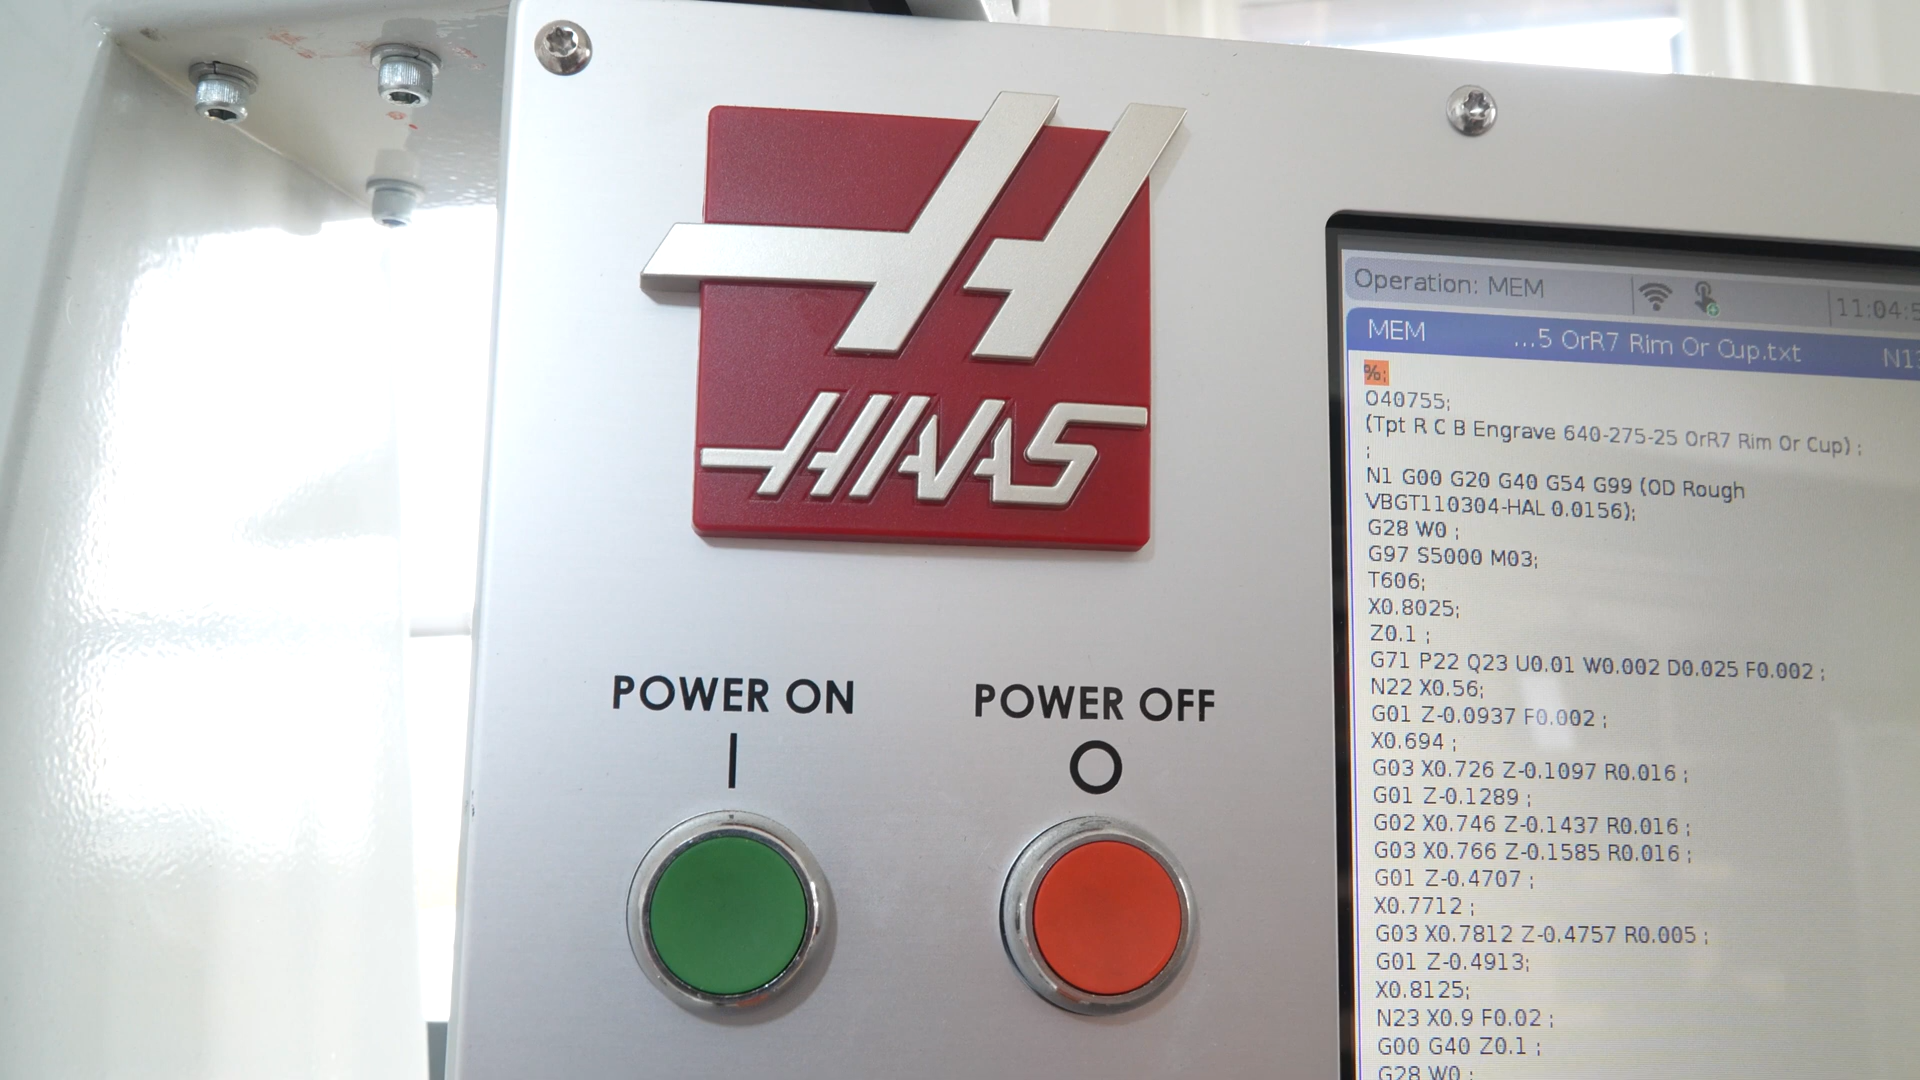 HAAS
POWER ON
POWER OFF
Operation: MEM
MEM ...5 OrR7 Rim Or Cup.txt
%;
O40755;
(Tpt R C B Engrave 640-275-25 OrR7 Rim Or Cup) ;
;
N1 G00 G20 G40 G54 G99 (OD Rough
VBGT110304-HAL 0.0156);
G28 W0 ;
G97 S5000 M03;
T606;
X0.8025;
Z0.1 ;
G71 P22 Q23 U0.01 W0.002 D0.025 F0.002 ;
N22 X0.56;
G01 Z-0.0937 F0.002 ;
X0.694 ;
G03 X0.726 Z-0.1097 R0.016 ;
G01 Z-0.1289 ;
G02 X0.746 Z-0.1437 R0.016 ;
G03 X0.766 Z-0.1585 R0.016 ;
G01 Z-0.4707 ;
X0.7712 ;
G03 X0.7812 Z-0.4757 R0.005 ;
G01 Z-0.4913;
X0.8125;
N23 X0.9 F0.02 ;
G00 G40 Z0.1 ;
G28 W0 ;